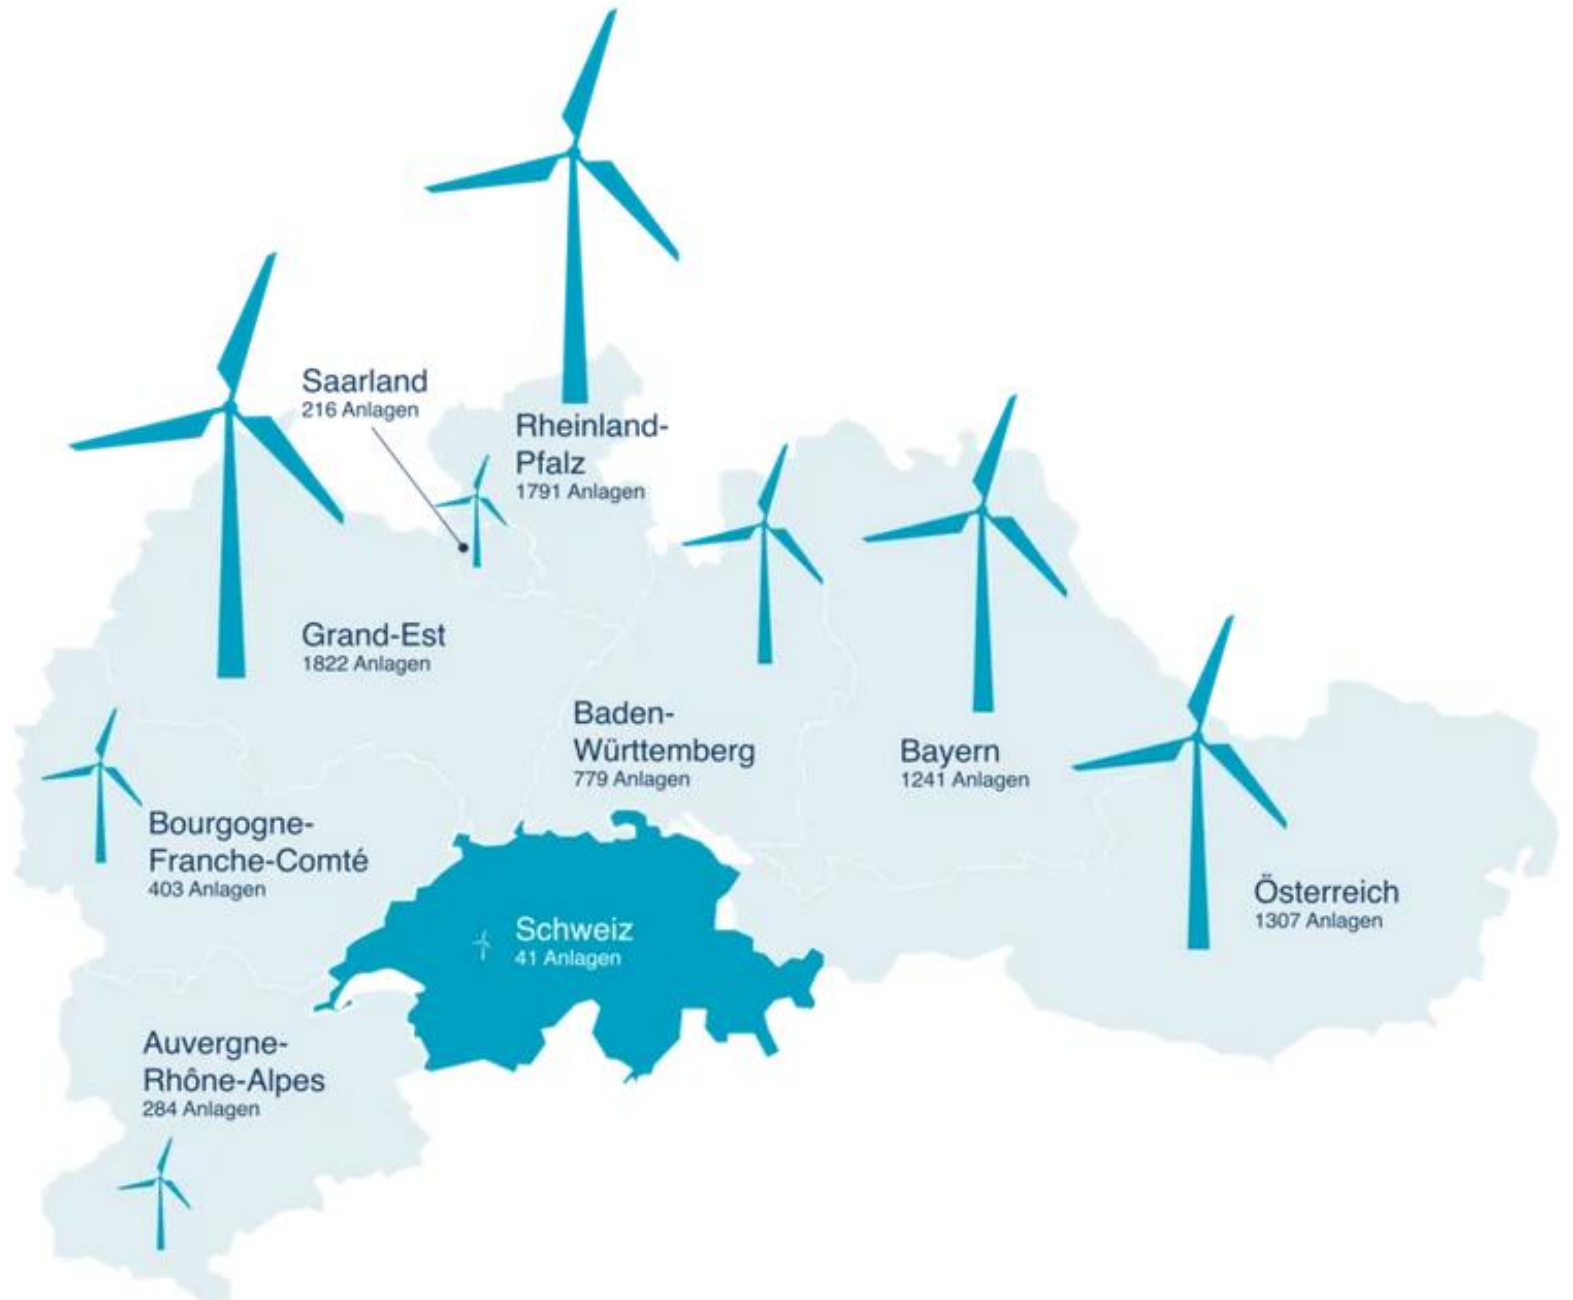 Saarland
216 Anlagen
Rheinland-
Pfalz
1791 Anlagen
Grand-Est
1822 Anlagen
Baden-
Württemberg
779 Anlagen
Bayern
1241 Anlagen
Bourgogne-
Franche-Comté
403 Anlagen
Österreich
1307 Anlagen
Schweiz
41 Anlagen
Auvergne-
Rhône-Alpes
284 Anlagen